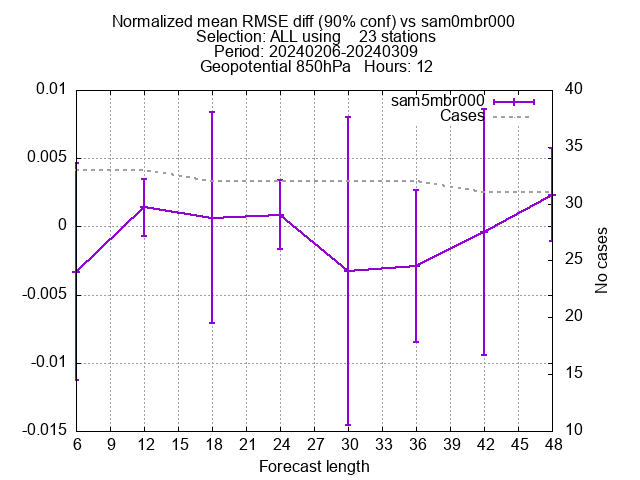 Normalized mean RMSE diff (90% conf) vs sam0mbr000
Selection: ALL using    23 stations
Period: 20240206-20240309
Geopotential 850hPa   Hours: 12
sam5mbr000
Cases
0.01
0.005
0
-0.005
-0.01
-0.015
40
35
30
25
20
15
10
No cases
6 9 12 15 18 21 24 27 30 33 36 39 42 45 48
Forecast length